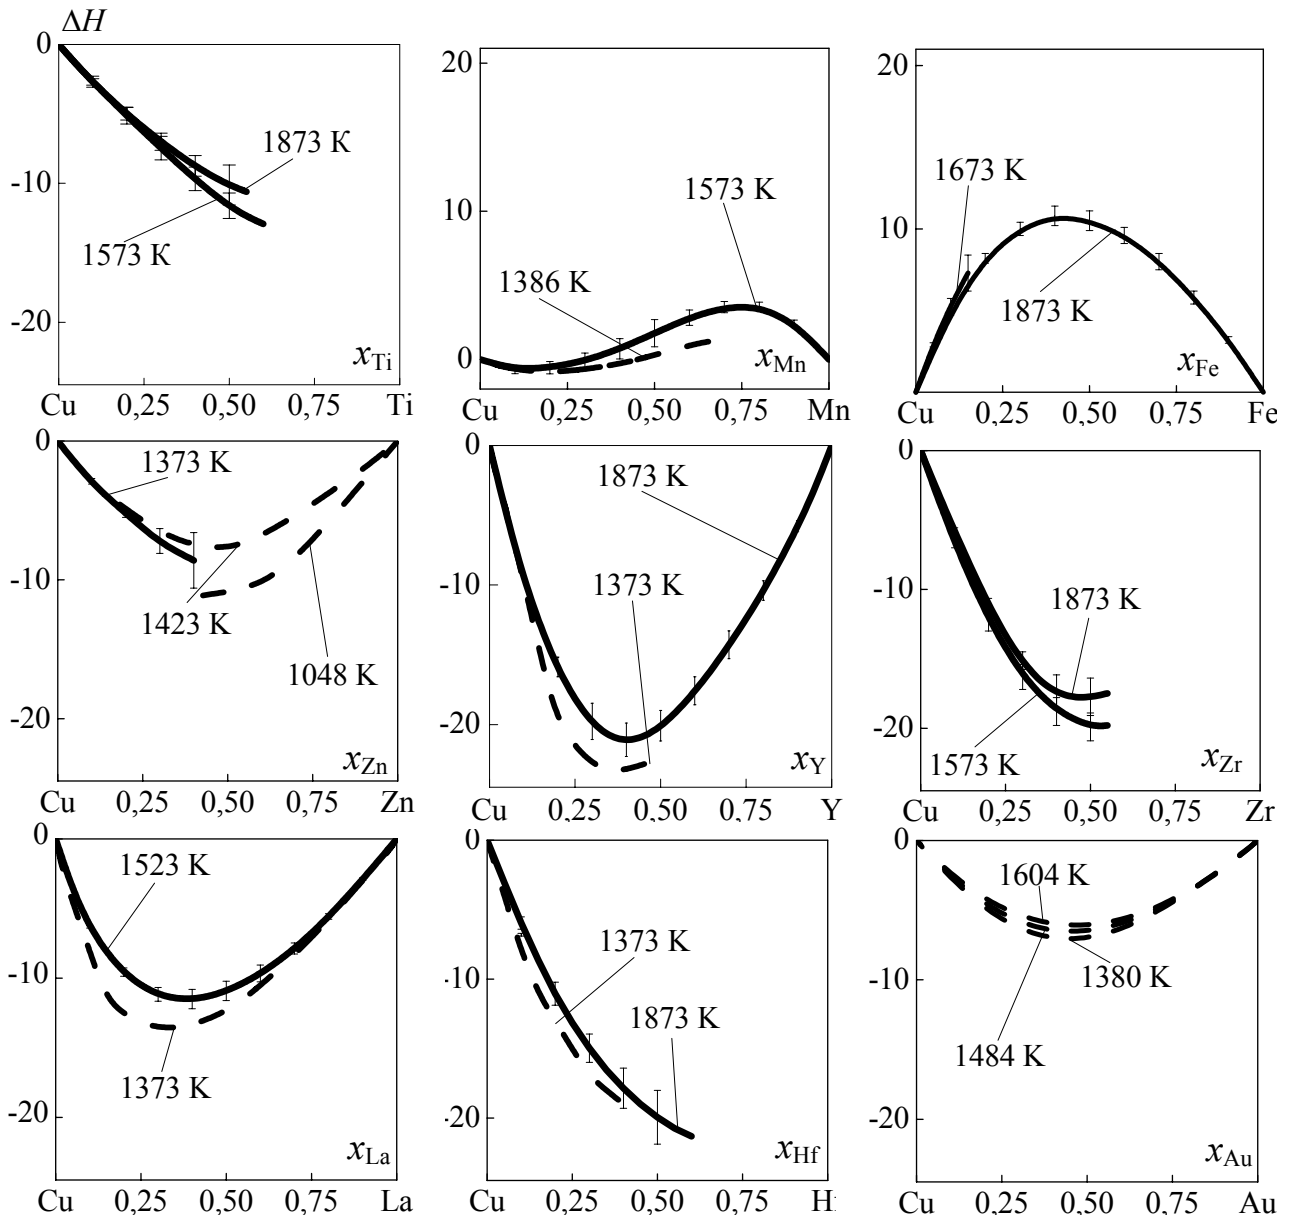 ΔH
0
-10
-20
1873 K
1573 K
x_Ti
Cu 0,25 0,50 0,75 Ti
20
10
0
1573 K
1386 K
x_Mn
Cu 0,25 0,50 0,75 Mn
20
10
1673 K
1873 K
x_Fe
Cu 0,25 0,50 0,75 Fe
0
-10
-20
1373 K
1423 K
1048 K
x_Zn
Cu 0,25 0,50 0,75 Zn
0
-10
-20
1873 K
1373 K
x_Y
Cu 0,25 0,50 0,75 Y
0
-10
-20
1873 K
1573 K
x_Zr
Cu 0,25 0,50 0,75 Zr
0
-10
-20
1523 K
1373 K
x_La
Cu 0,25 0,50 0,75 La
0
-10
-20
1373 K
1873 K
x_Hf
Cu 0,25 0,50 0,75
0
-10
-20
1604 K
1380 K
1484 K
x_Au
Cu 0,25 0,50 0,75 Au